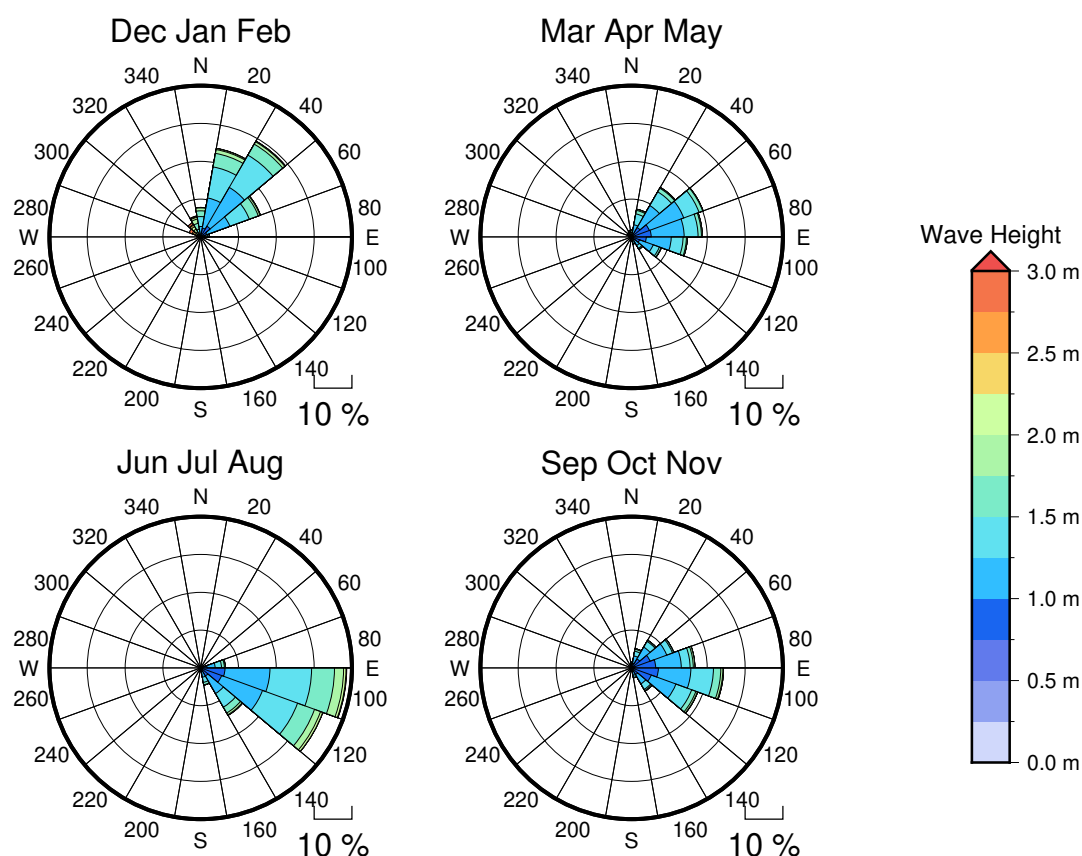 Dec Jan Feb
N
20
40
60
80
E
100
120
140
160
S
200
220
240
260
W
280
300
320
340
10 %
Mar Apr May
N
20
40
60
80
E
100
120
140
160
S
200
220
240
260
W
280
300
320
340
10 %
Jun Jul Aug
N
20
40
60
80
E
100
120
140
160
S
200
220
240
260
W
280
300
320
340
10 %
Sep Oct Nov
N
20
40
60
80
E
100
120
140
160
S
200
220
240
260
W
280
300
320
340
10 %
Wave Height
3.0 m
2.5 m
2.0 m
1.5 m
1.0 m
0.5 m
0.0 m